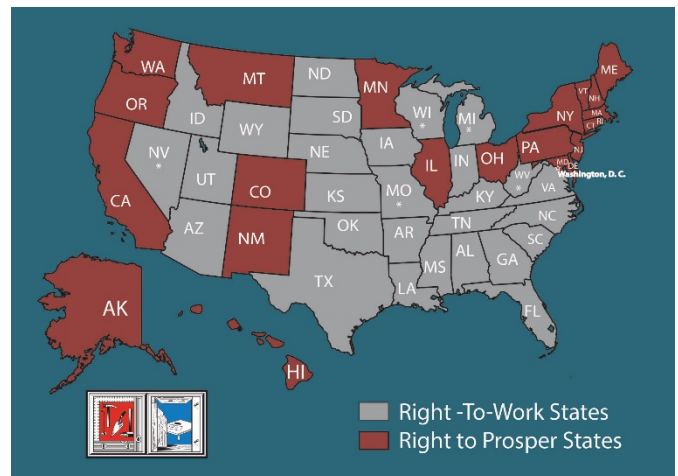 WA
MT
ND
MN
ME
OR
ID
SD
WI
*
MI
*
VT
NH
NY
MA
RI
CT
WY
NV
*
NE
IA
PA
NJ
CA
UT
CO
KS
MO
*
IL
IN
OH
MD
DE
Washington, D. C.
WV
*
VA
KY
AZ
NM
OK
AR
TN
NC
SC
TX
LA
MS
AL
GA
FL
AK
HI
Right -To-Work States
Right to Prosper States